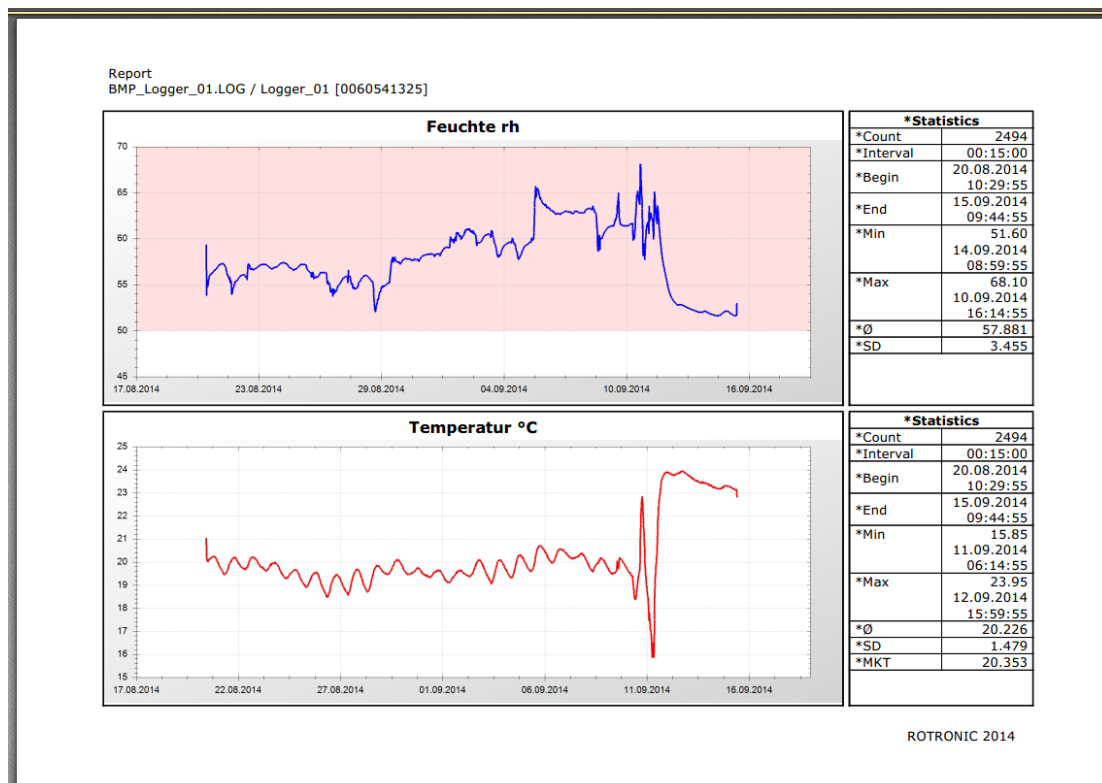 Report
BMP_Logger_01.LOG / Logger_01 [0060541325]
Feuchte rh
70
65
60
55
50
45
17.08.2014 23.08.2014 29.08.2014 04.09.2014 10.09.2014 16.09.2014
*Statistics
*Count 2494
*Interval 00:15:00
*Begin 20.08.2014
10:29:55
*End 15.09.2014
09:44:55
*Min 51.60
14.09.2014
08:59:55
*Max 68.10
10.09.2014
16:14:55
*Ø 57.881
*SD 3.455
Temperatur °C
25
24
23
22
21
20
19
18
17
16
15
17.08.2014 22.08.2014 27.08.2014 01.09.2014 06.09.2014 11.09.2014 16.09.2014
*Statistics
*Count 2494
*Interval 00:15:00
*Begin 20.08.2014
10:29:55
*End 15.09.2014
09:44:55
*Min 15.85
11.09.2014
06:14:55
*Max 23.95
12.09.2014
15:59:55
*Ø 20.226
*SD 1.479
*MKT 20.353
ROTRONIC 2014